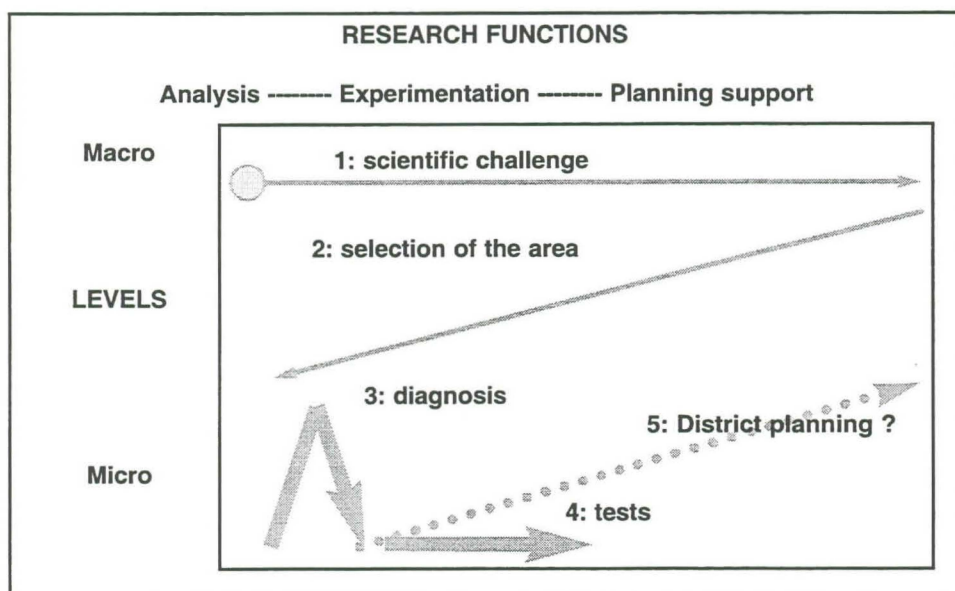 RESEARCH FUNCTIONS
Analysis -------- Experimentation -------- Planning support
Macro
1: scientific challenge
2: selection of the area
LEVELS
3: diagnosis
5: District planning ?
Micro
4: tests